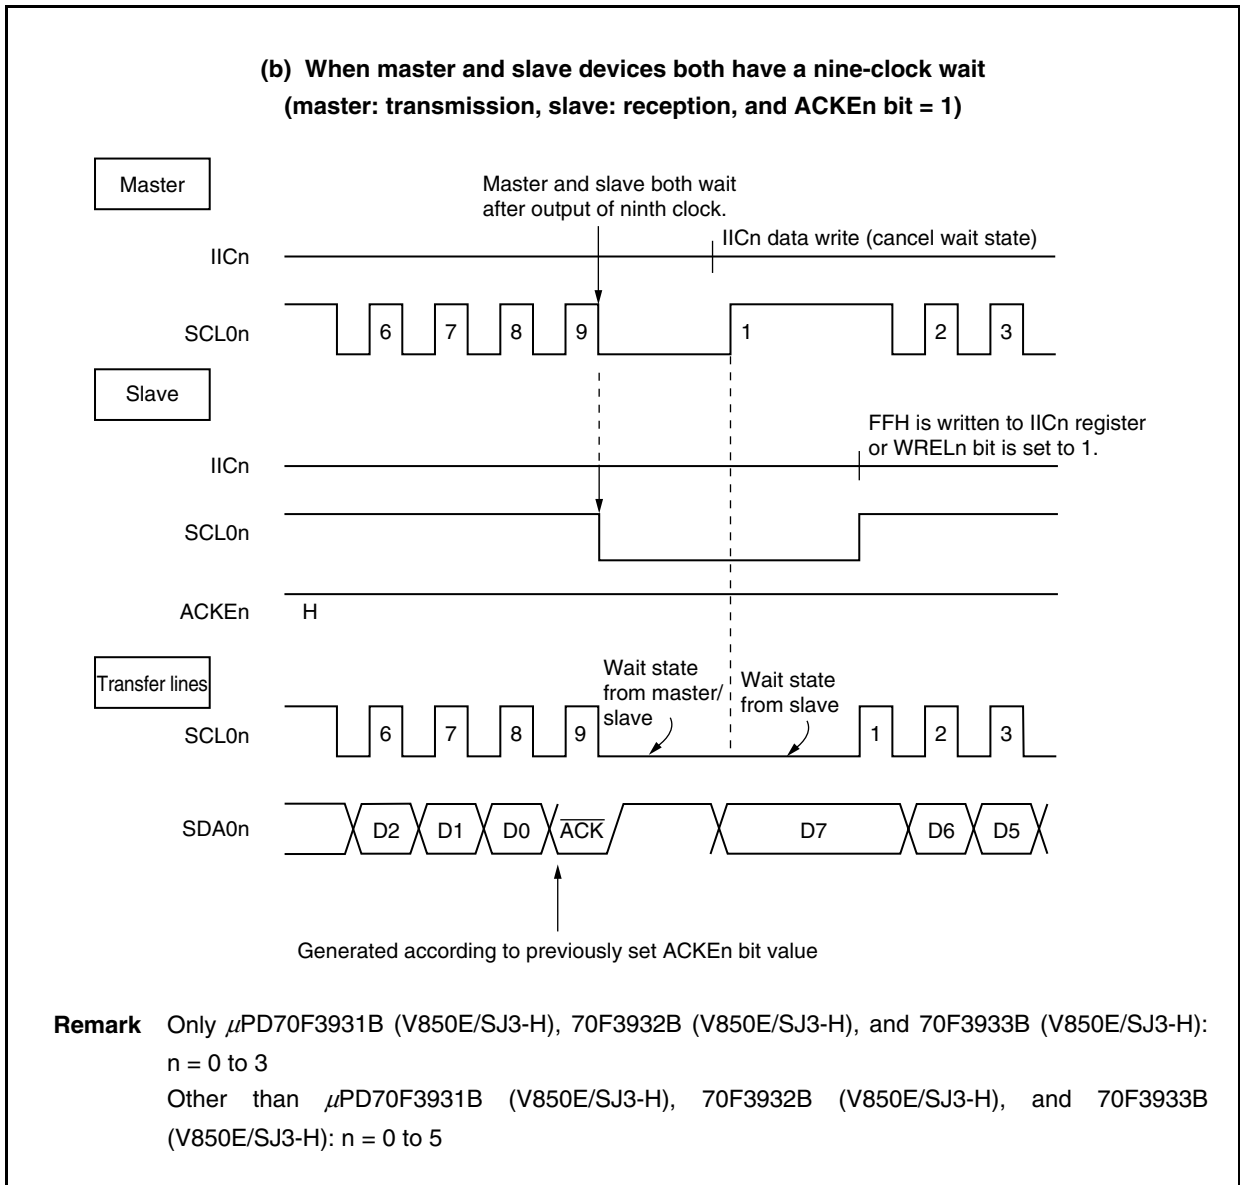 (b) When master and slave devices both have a nine-clock wait
(master: transmission, slave: reception, and ACKEn bit = 1)
Master
Master and slave both wait
after output of ninth clock.
IICn
IICn data write (cancel wait state)
SCL0n
6 7 8 9 1 2 3
Slave
FFH is written to IICn register
or WRELn bit is set to 1.
IICn
SCL0n
ACKEn H
Transfer lines
Wait state
from master/
slave
Wait state
from slave
SCL0n
6 7 8 9 1 2 3
SDA0n
D2 D1 D0 ACK D7 D6 D5
Generated according to previously set ACKEn bit value
Remark Only μPD70F3931B (V850E/SJ3-H), 70F3932B (V850E/SJ3-H), and 70F3933B (V850E/SJ3-H):
n = 0 to 3
Other than μPD70F3931B (V850E/SJ3-H), 70F3932B (V850E/SJ3-H), and 70F3933B
(V850E/SJ3-H): n = 0 to 5